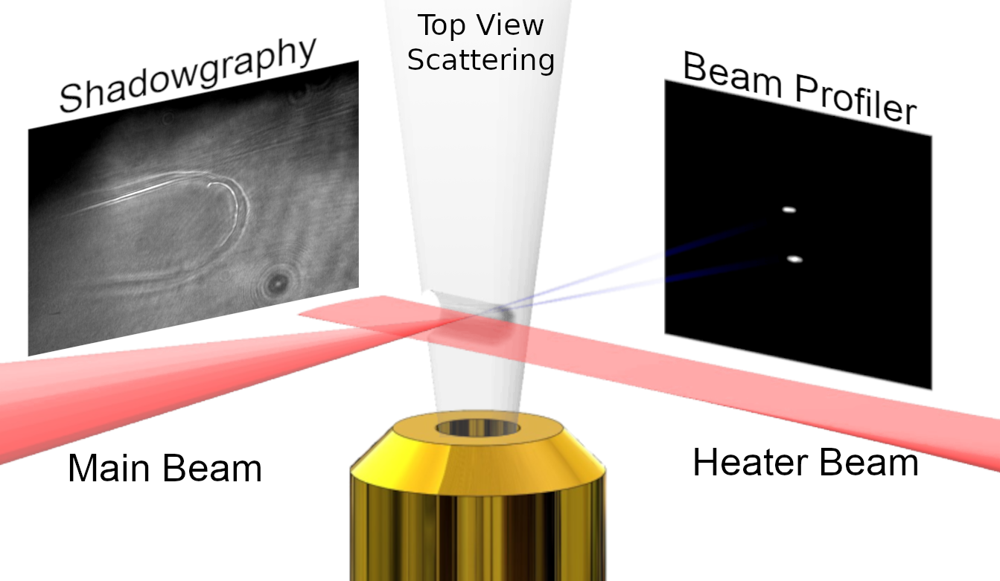 Top View
Scattering
Shadowgraphy
Beam Profiler
Main Beam
Heater Beam